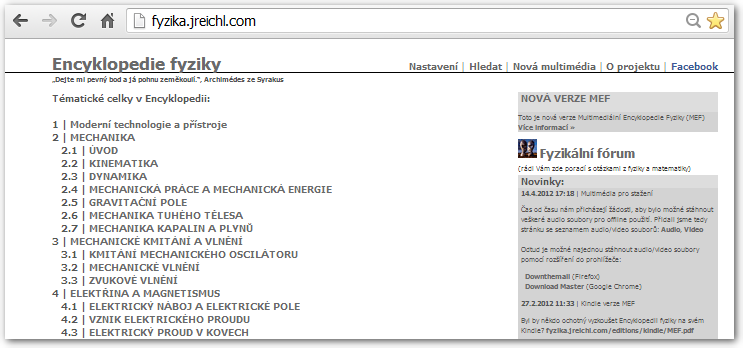 fyzika.jreichl.com
Encyklopedie fyziky
Nastavení | Hledat | Nová multimédia | O projektu | Facebook
„Dejte mi pevný bod a já pohnu zeměkoulí.“, Archimédes ze Syrakus
Tématické celky v Encyklopedii:
1 | Moderní technologie a přístroje
2 | MECHANIKA
2.1 | ÚVOD
2.2 | KINEMATIKA
2.3 | DYNAMIKA
2.4 | MECHANICKÁ PRÁCE A MECHANICKÁ ENERGIE
2.5 | GRAVITAČNÍ POLE
2.6 | MECHANIKA TUHÉHO TĚLESA
2.7 | MECHANIKA KAPALIN A PLYNŮ
3 | MECHANICKÉ KMITÁNÍ A VLNĚNÍ
3.1 | KMITÁNÍ MECHANICKÉHO OSCILÁTORU
3.2 | MECHANICKÉ VLNĚNÍ
3.3 | ZVUKOVÉ VLNĚNÍ
4 | ELEKTŘINA A MAGNETISMUS
4.1 | ELEKTRICKÝ NÁBOJ A ELEKTRICKÉ POLE
4.2 | VZNIK ELEKTRICKÉHO PROUDU
4.3 | ELEKTRICKÝ PROUD V KOVECH
NOVÁ VERZE MEF
Toto je nová verze Multimediální Encyklopedie Fyziky (MEF)
Více informací »
Fyzikální fórum
(rádi Vám zde poradí s otázkami z fyziky a matematiky)
Novinky:
14.4.2012 17:18 | Multimédia pro stažení
Čas od času nám přicházejí žádosti, aby bylo možné stáhnout
veškeré audio soubory pro offline použití. Přidali jsme tedy
stránku se seznamem audio/video souborů: Audio, Video
Odtud je možné najednou stáhnout audio/video soubory
pomocí rozšíření do prohlížeče:
Downthemall (Firefox)
Download Master (Google Chrome)
27.2.2012 11:33 | Kindle verze MEF
Byl by někdo ochotný vyzkoušet Encyklopedii fyziky na svém
Kindle? fyzika.jreichl.com/editions/kindle/MEF.pdf